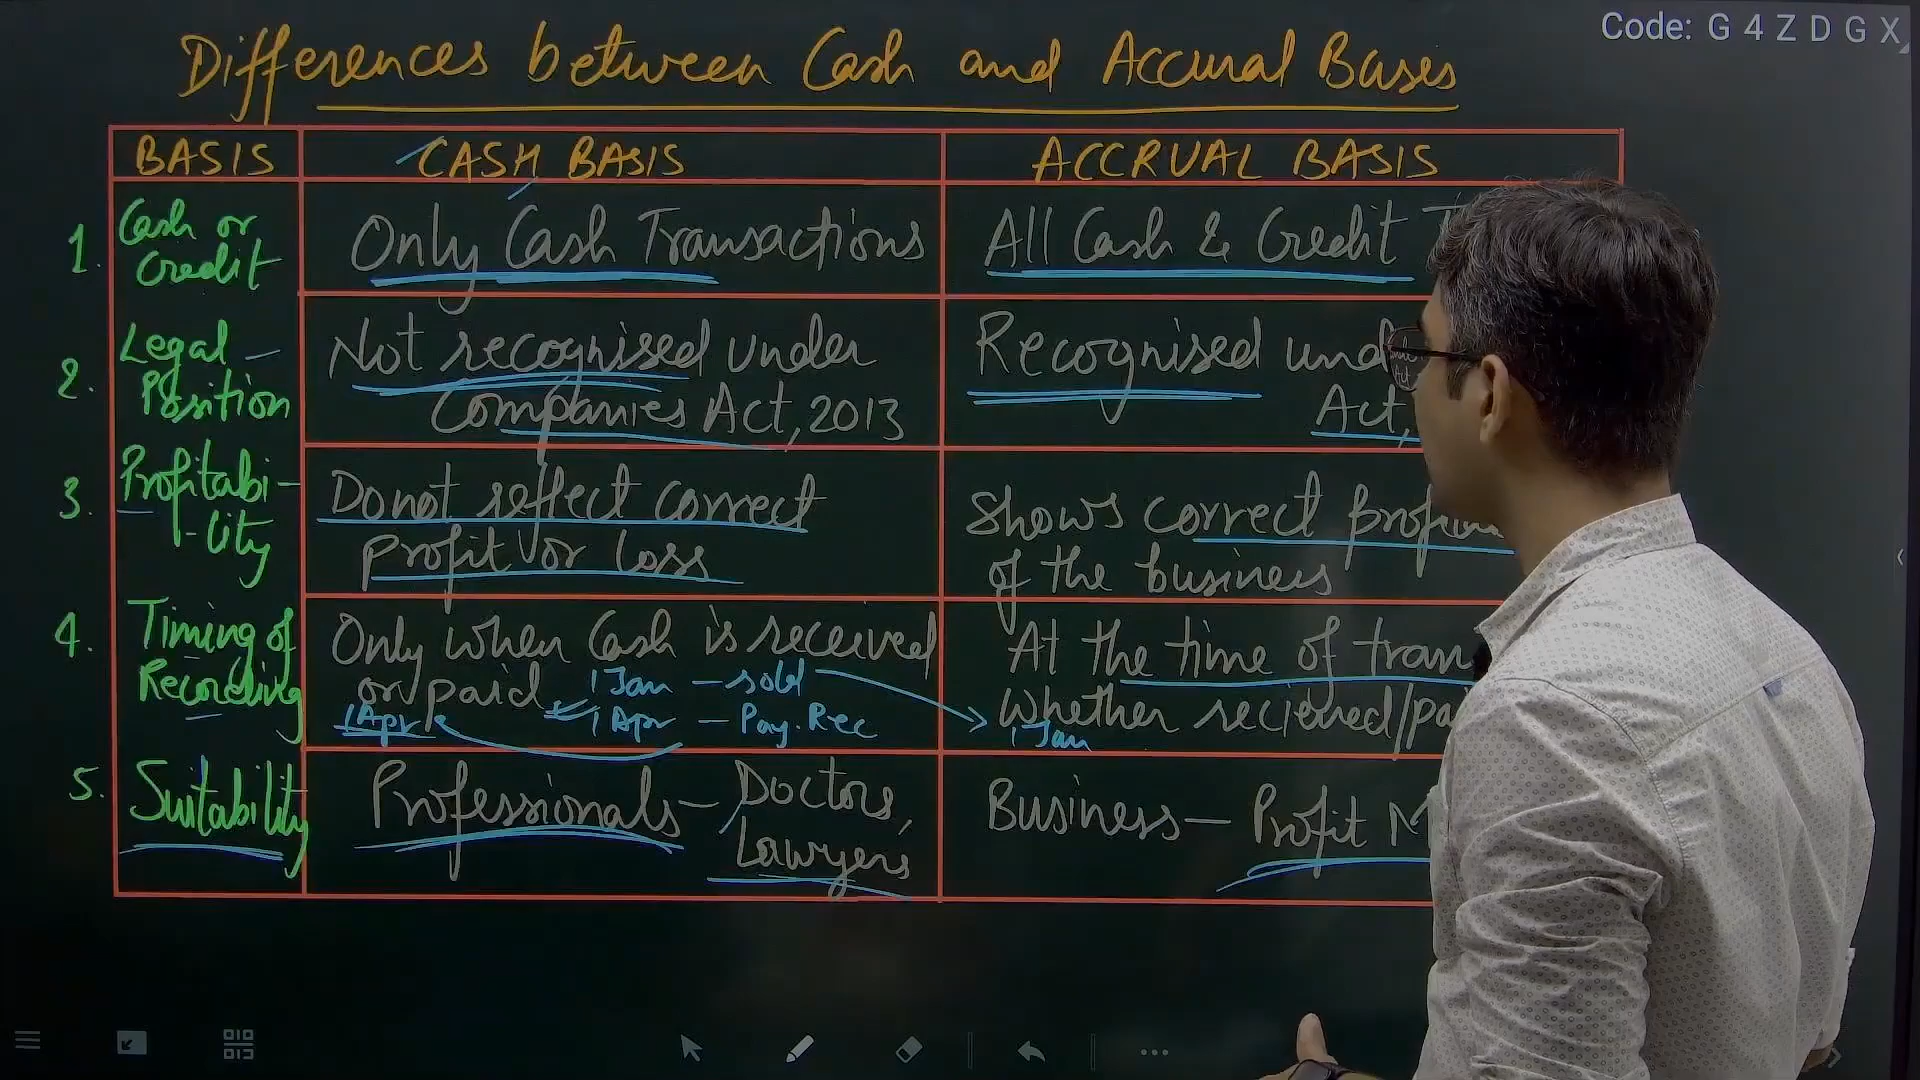 Code: G 4 Z D G X
Differences between Cash and Accrual Bases
BASIS CASH BASIS ACCRUAL BASIS
1. Cash or Credit
Only Cash Transactions
All Cash & Credit
2. Legal Position
Not recognised under
Companies Act, 2013
Recognised und
Act,
3. Profitabi-
-lity
Do not reflect correct
profit or loss
Shows correct profit
of the business
4. Timing of
Recording
Only when Cash is received
or paid
1 Jan - sold
1 Apr
1 Apr - Pay. Rec
At the time of tran
Whether recieved/pa
1 Jan
5. Suitability
Professionals - Doctors,
Lawyers
Business - Profit M